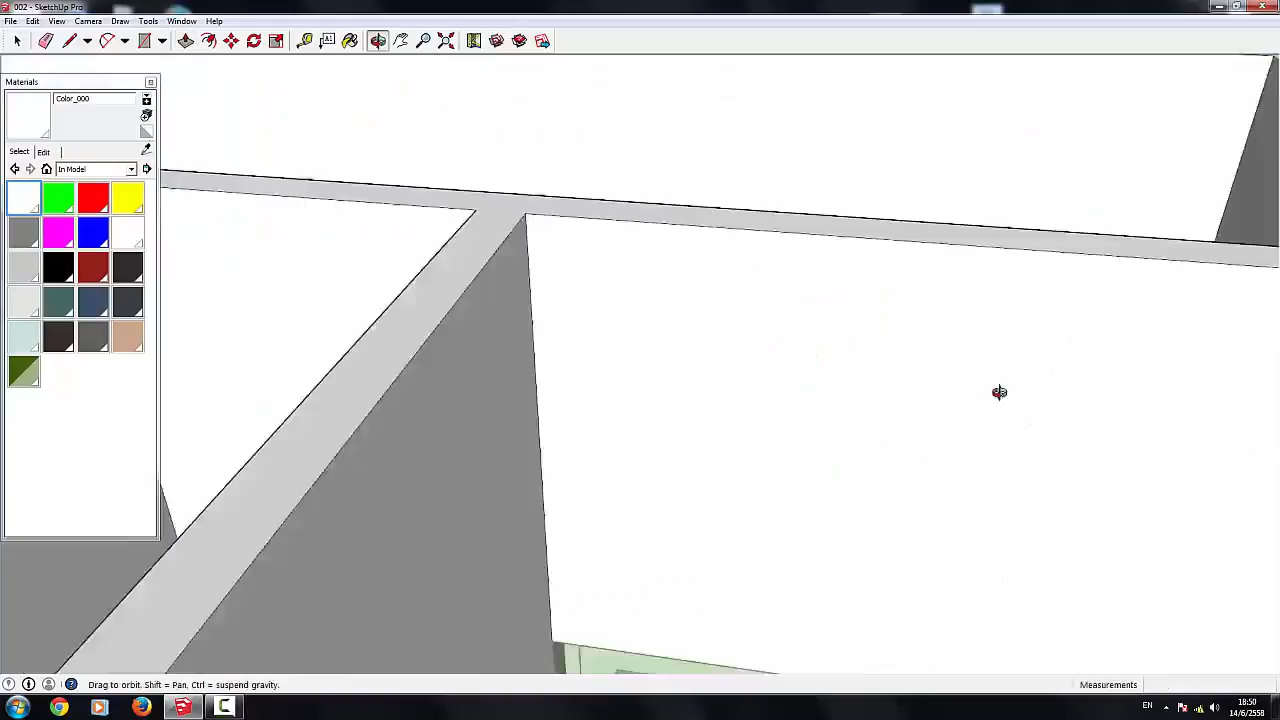 002 - SketchUp Pro
File Edit View Camera Draw Tools Window Help
Materials
Color_000
Select Edit
In Model
Drag to orbit. Shift = Pan, Ctrl = suspend gravity.
Measurements
EN
18:50
14/6/2558